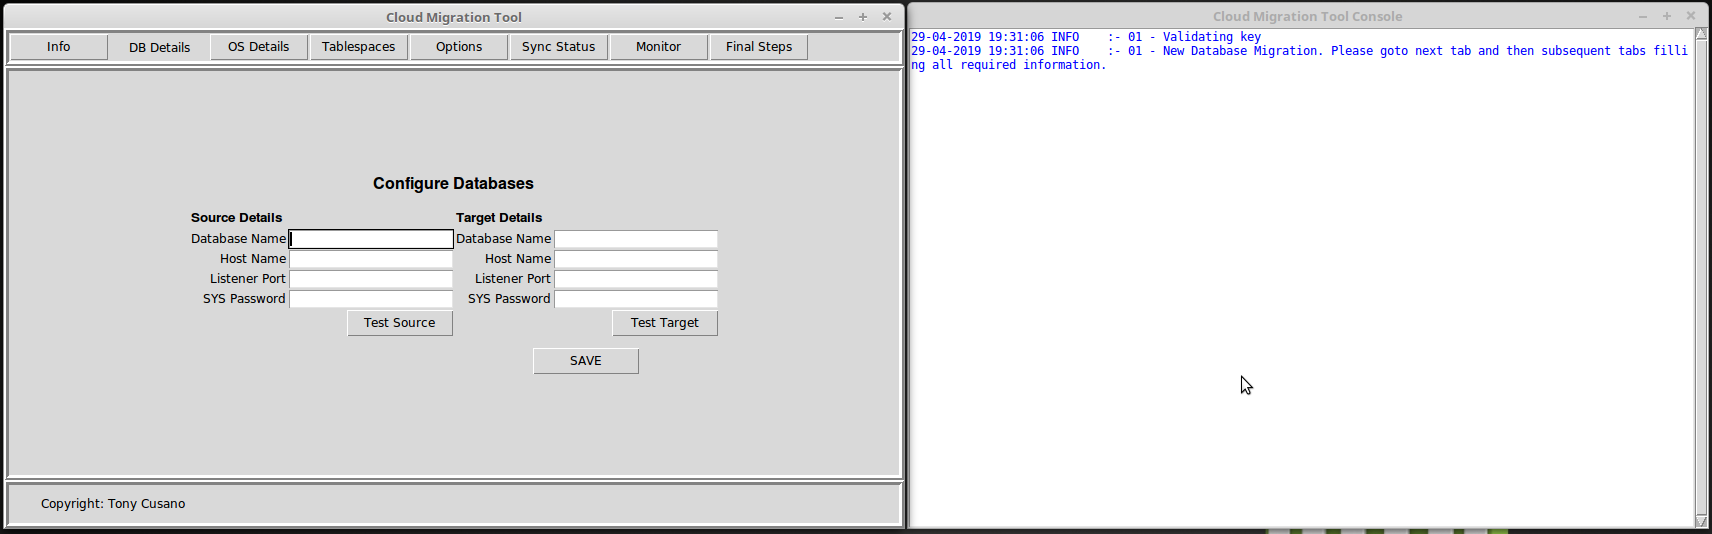 Cloud Migration Tool
Info DB Details OS Details Tablespaces Options Sync Status Monitor Final Steps
Configure Databases
Source Details Target Details
Database Name Database Name
Host Name Host Name
Listener Port Listener Port
SYS Password SYS Password
Test Source Test Target
SAVE
Copyright: Tony Cusano
Cloud Migration Tool Console
29-04-2019 19:31:06 INFO    :- 01 - Validating key
29-04-2019 19:31:06 INFO    :- 01 - New Database Migration. Please goto next tab and then subsequent tabs filli
ng all required information.